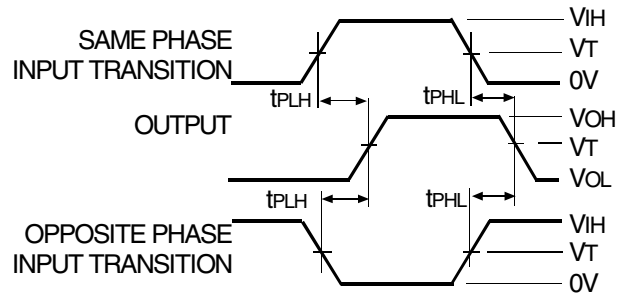 SAME PHASE
INPUT TRANSITION
VIH
VT
0V
tPLH
tPHL
OUTPUT
VOH
VT
VOL
tPLH
tPHL
OPPOSITE PHASE
INPUT TRANSITION
VIH
VT
0V